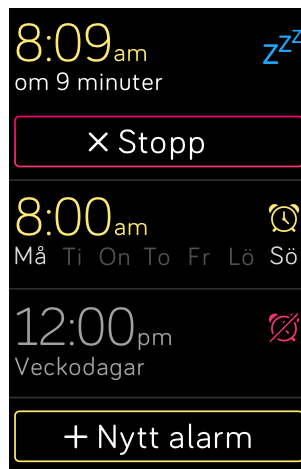 8:09am zzz
om 9 minuter
× Stopp
8:00am
Må Ti On To Fr Lö Sö
12:00pm
Veckodagar
+ Nytt alarm